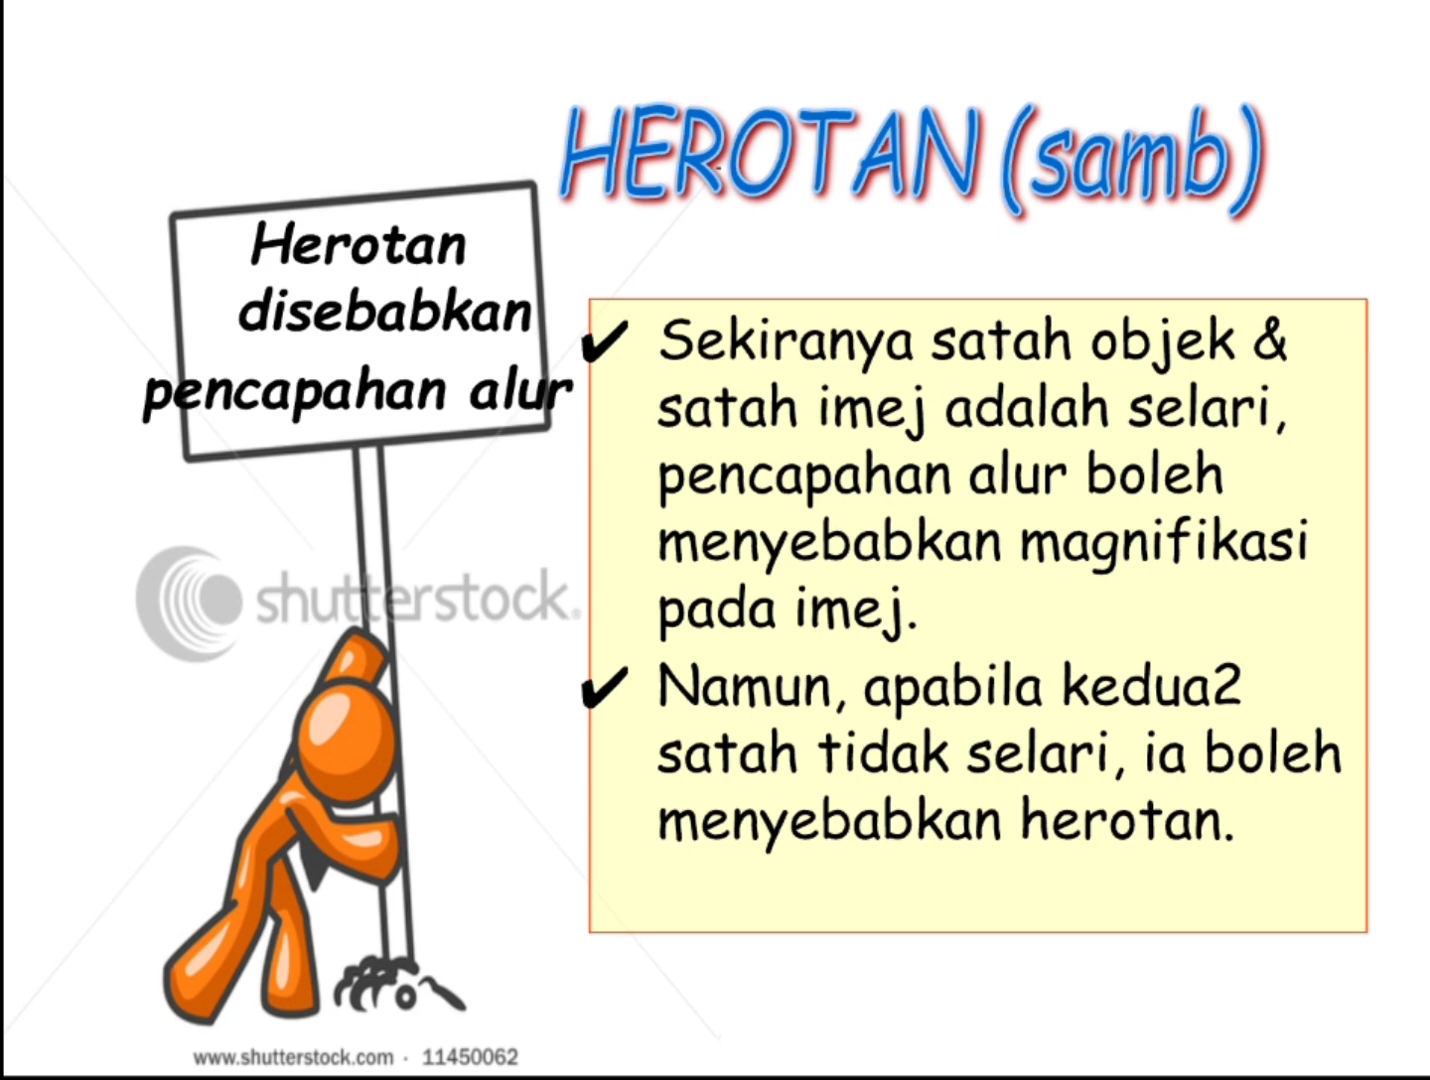 HEROTAN (samb)
Herotan
disebabkan
pencapahan alur
✔ Sekiranya satah objek &
satah imej adalah selari,
pencapahan alur boleh
menyebabkan magnifikasi
pada imej.
✔ Namun, apabila kedua2
satah tidak selari, ia boleh
menyebabkan herotan.
shutterstock®
www.shutterstock.com · 11450062